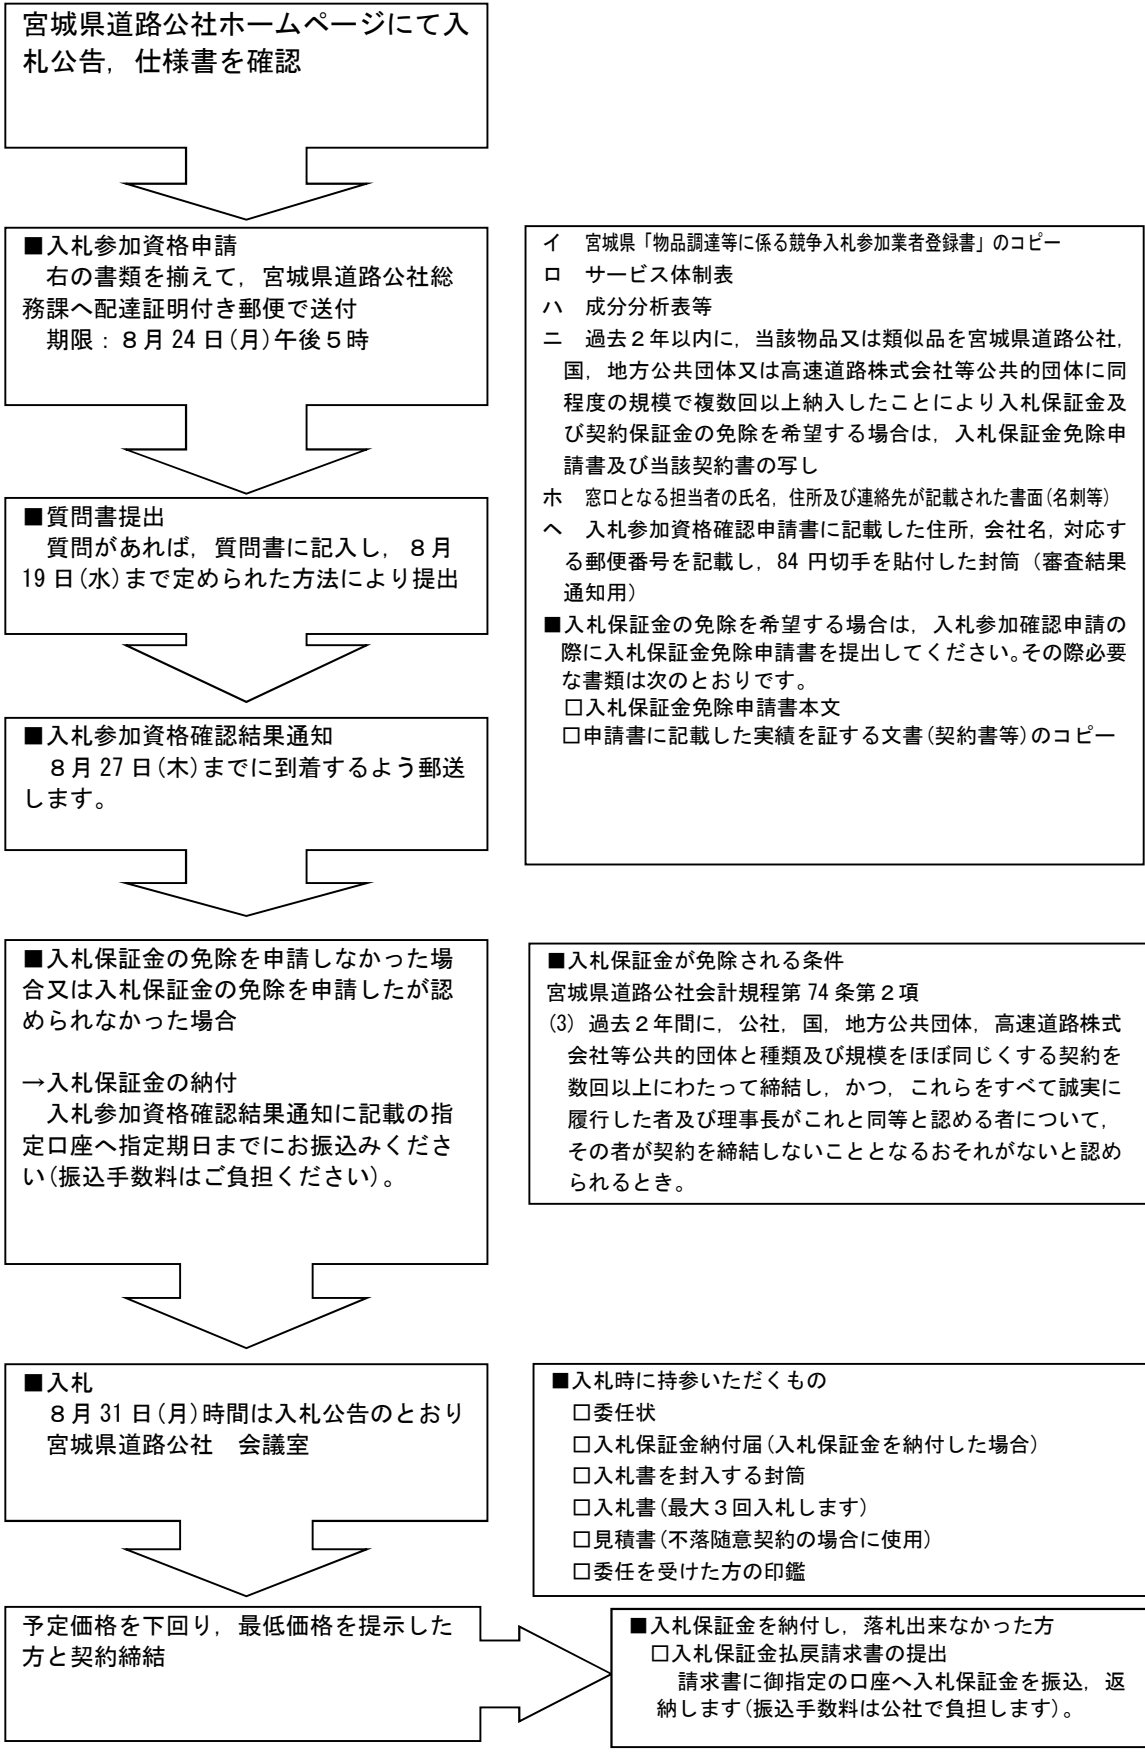 宮城県道路公社ホームページにて入
札公告，仕様書を確認
■入札参加資格申請
右の書類を揃えて，宮城県道路公社総
務課へ配達証明付き郵便で送付
期限：８月24日(月)午後５時
イ　宮城県「物品調達等に係る競争入札参加業者登録書」のコピー
ロ　サービス体制表
ハ　成分分析表等
ニ　過去２年以内に，当該物品又は類似品を宮城県道路公社，
国，地方公共団体又は高速道路株式会社等公共的団体に同
程度の規模で複数回以上納入したことにより入札保証金及
び契約保証金の免除を希望する場合は，入札保証金免除申
請書及び当該契約書の写し
ホ　窓口となる担当者の氏名，住所及び連絡先が記載された書面(名刺等)
ヘ　入札参加資格確認申請書に記載した住所，会社名，対応す
る郵便番号を記載し，84円切手を貼付した封筒（審査結果
通知用）
■入札保証金の免除を希望する場合は，入札参加確認申請の
際に入札保証金免除申請書を提出してください。その際必要
な書類は次のとおりです。
□入札保証金免除申請書本文
□申請書に記載した実績を証する文書(契約書等)のコピー
■質問書提出
質問があれば，質問書に記入し，８月
19日(水)まで定められた方法により提出
■入札参加資格確認結果通知
８月27日(木)までに到着するよう郵送
します。
■入札保証金の免除を申請しなかった場
合又は入札保証金の免除を申請したが認
められなかった場合
→入札保証金の納付
入札参加資格確認結果通知に記載の指
定口座へ指定期日までにお振込みくださ
い(振込手数料はご負担ください)。
■入札保証金が免除される条件
宮城県道路公社会計規程第74条第２項
(3) 過去２年間に，公社，国，地方公共団体，高速道路株式
会社等公共的団体と種類及び規模をほぼ同じくする契約を
数回以上にわたって締結し，かつ，これらをすべて誠実に
履行した者及び理事長がこれと同等と認める者について，
その者が契約を締結しないこととなるおそれがないと認め
られるとき。
■入札
８月31日(月)時間は入札公告のとおり
宮城県道路公社　会議室
■入札時に持参いただくもの
□委任状
□入札保証金納付届(入札保証金を納付した場合)
□入札書を封入する封筒
□入札書(最大３回入札します)
□見積書(不落随意契約の場合に使用)
□委任を受けた方の印鑑
予定価格を下回り，最低価格を提示した
方と契約締結
■入札保証金を納付し，落札出来なかった方
□入札保証金払戻請求書の提出
請求書に御指定の口座へ入札保証金を振込，返
納します(振込手数料は公社で負担します)。